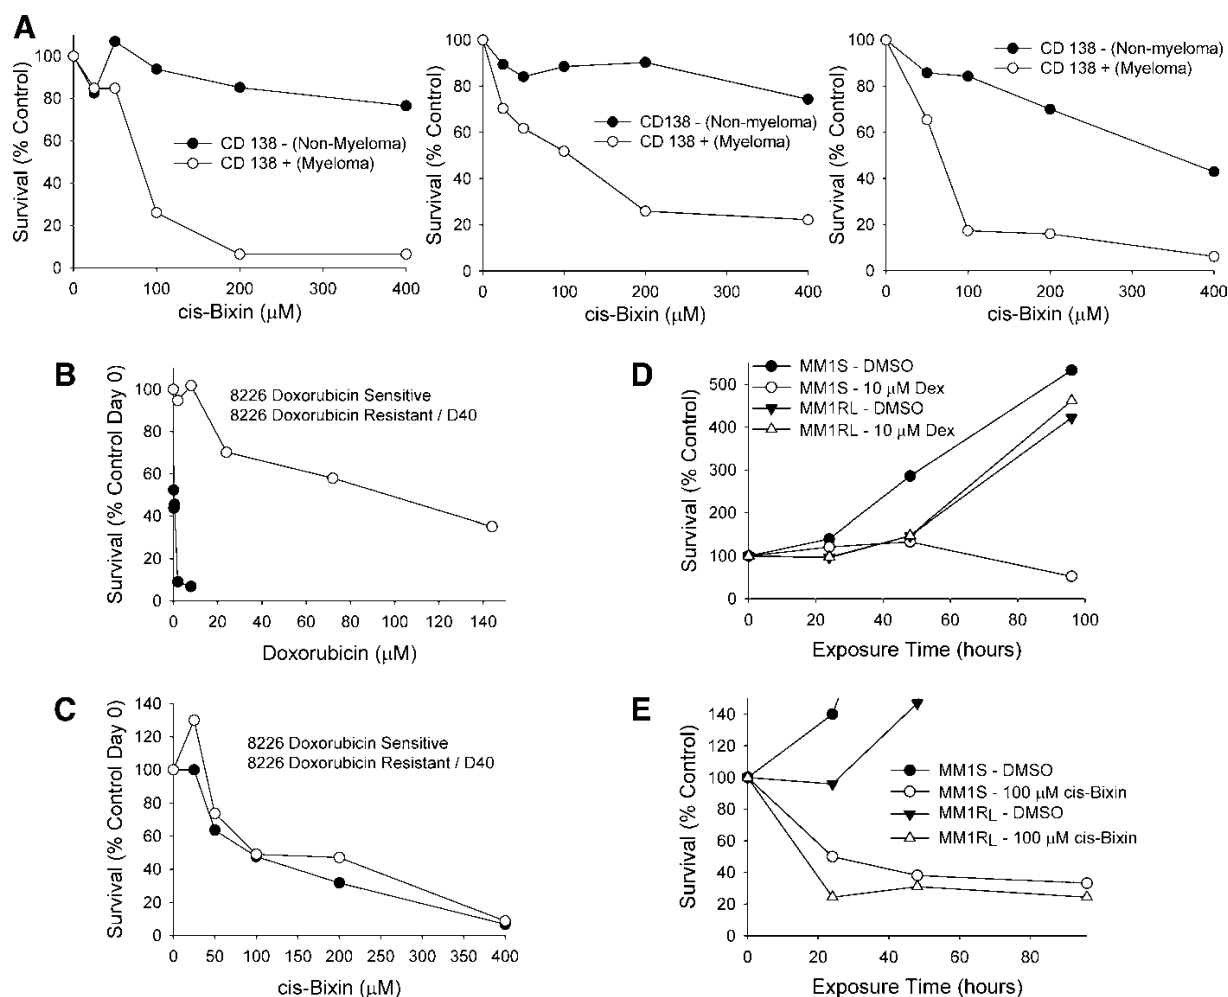 A
Survival (% Control)
100
80
60
40
20
0
CD 138 - (Non-Myeloma)
CD 138 + (Myeloma)
0 100 200 300 400
cis-Bixin (μM)
Survival (% Control)
100
80
60
40
20
0
CD138 - (Non-myeloma)
CD 138 + (Myeloma)
0 100 200 300 400
cis-Bixin (μM)
Survival (% Control)
100
80
60
40
20
0
CD 138 - (Non-myeloma)
CD 138 + (Myeloma)
0 100 200 300 400
cis-Bixin (μM)
B
Survival (% Control Day 0)
100
80
60
40
20
0
8226 Doxorubicin Sensitive
8226 Doxorubicin Resistant / D40
0 20 40 60 80 100 120 140
Doxorubicin (μM)
D
Survival (% Control)
500
400
300
200
100
0
MM1S - DMSO
MM1S - 10 μM Dex
MM1RL - DMSO
MM1RL - 10 μM Dex
0 20 40 60 80 100
Exposure Time (hours)
C
Survival (% Control Day 0)
140
120
100
80
60
40
20
0
8226 Doxorubicin Sensitive
8226 Doxorubicin Resistant / D40
0 50 100 150 200 250 300 350 400
cis-Bixin (μM)
E
Survival (% Control)
140
120
100
80
60
40
20
0
MM1S - DMSO
MM1S - 100 μM cis-Bixin
MM1RL - DMSO
MM1RL - 100 μM cis-Bixin
0 20 40 60 80
Exposure Time (hours)